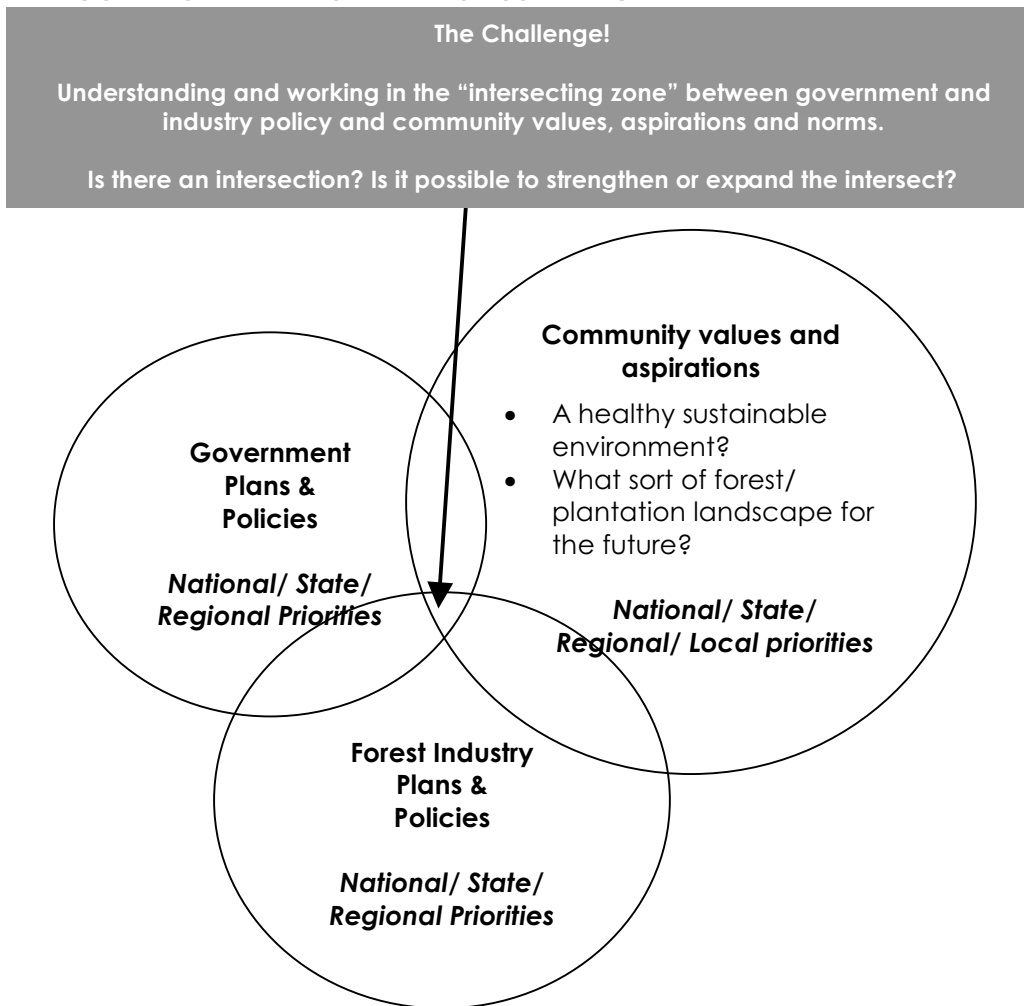 The Challenge!
Understanding and working in the “intersecting zone” between government and
industry policy and community values, aspirations and norms.
Is there an intersection? Is it possible to strengthen or expand the intersect?
Community values and
aspirations
• A healthy sustainable
environment?
• What sort of forest/
plantation landscape for
the future?
National/ State/
Regional/ Local priorities
Government
Plans &
Policies
National/ State/
Regional Priorities
Forest Industry
Plans &
Policies
National/ State/
Regional Priorities